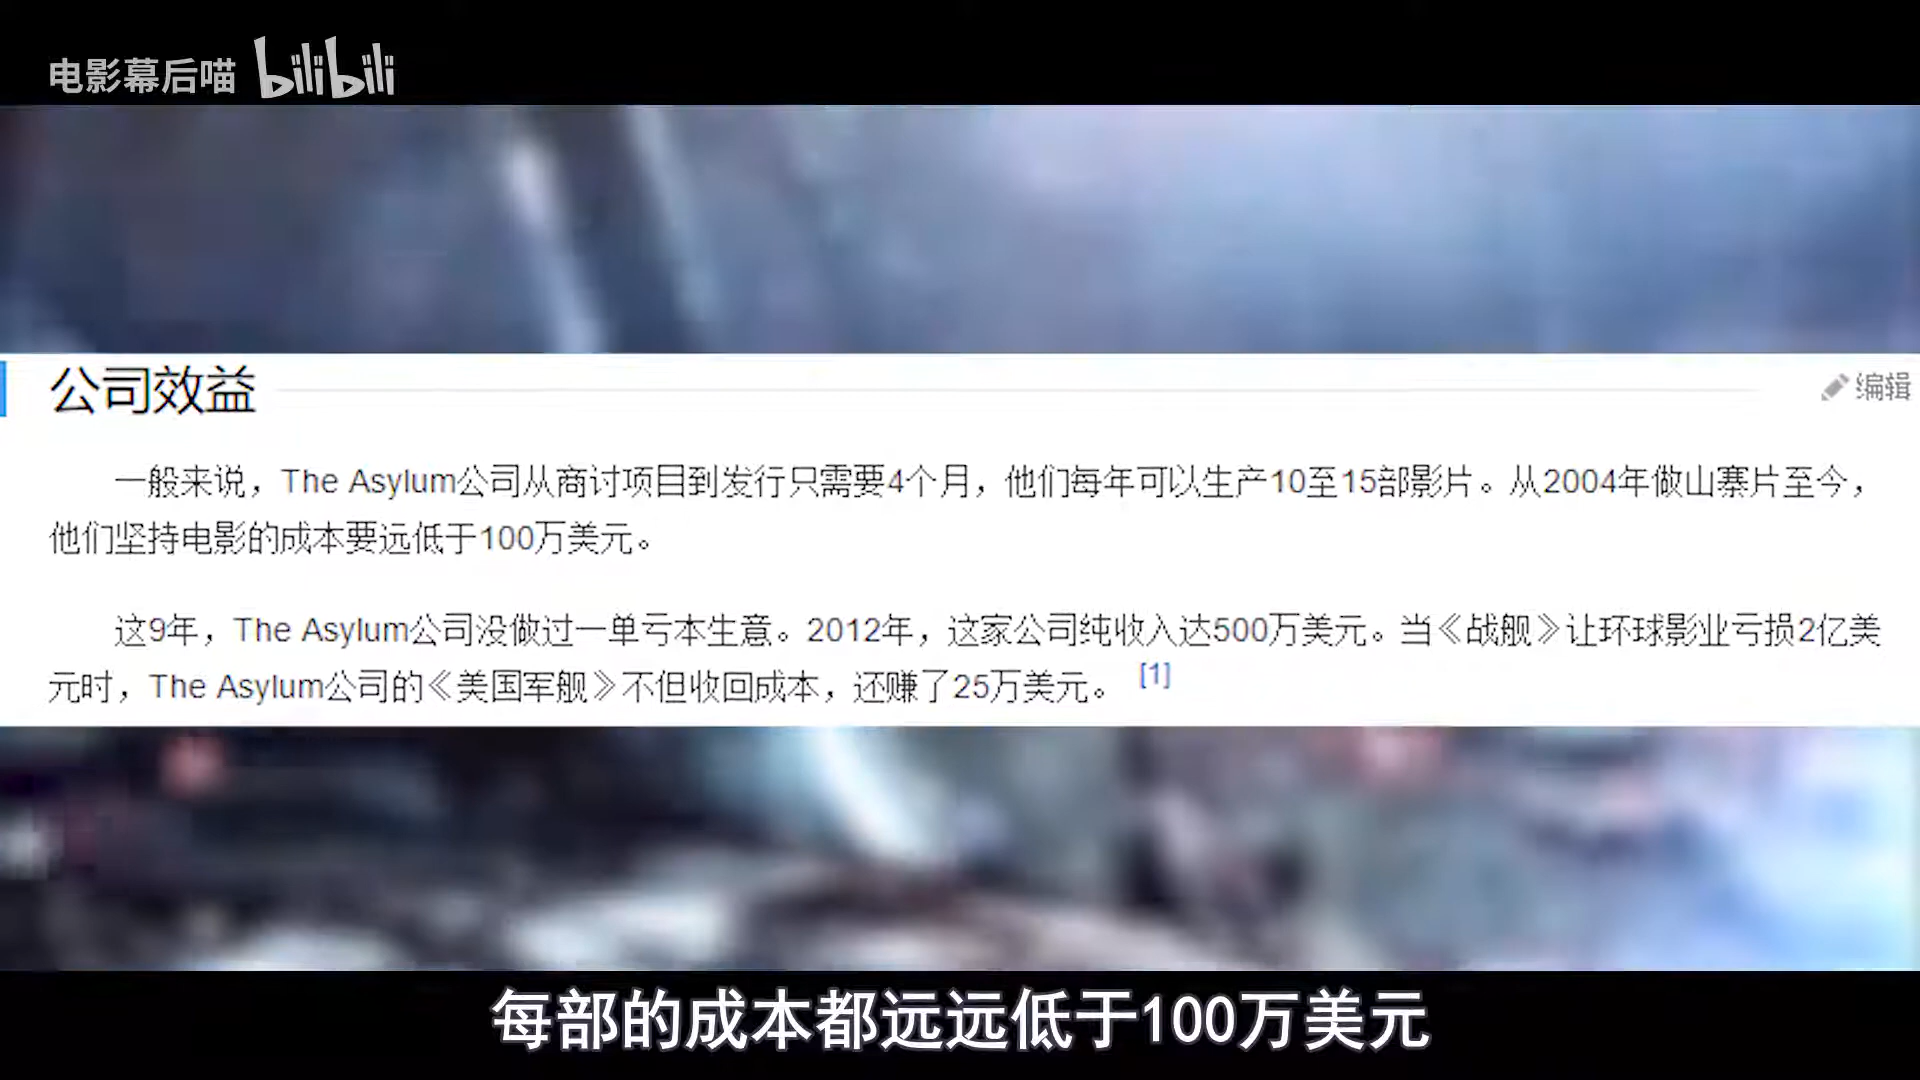 电影幕后喵 bilibili
公司效益
编辑
一般来说，The Asylum公司从商讨项目到发行只需要4个月，他们每年可以生产10至15部影片。从2004年做山寨片至今，
他们坚持电影的成本要远低于100万美元。
这9年，The Asylum公司没做过一单亏本生意。2012年，这家公司纯收入达500万美元。当《战舰》让环球影业亏损2亿美
元时，The Asylum公司的《美国军舰》不但收回成本，还赚了25万美元。 [1]
每部的成本都远远低于100万美元